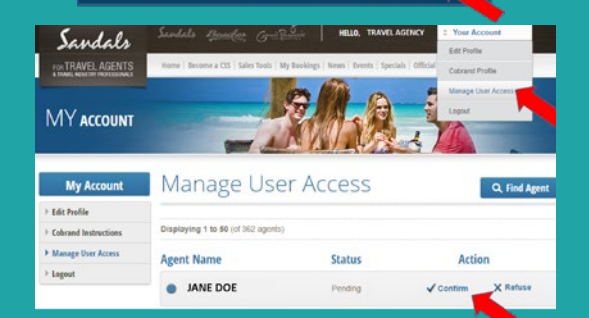 Sandals
FOR TRAVEL AGENTS
& TRAVEL INDUSTRY PROFESSIONALS
Sandals Grand Pineapple HELLO, TRAVEL AGENCY Your Account
Home | Become a CSS | Sales Tools | My Bookings | News | Events | Specials | Official
Edit Profile
Cobrand Profile
Manage User Access
Logout
MY ACCOUNT
My Account
Edit Profile
Cobrand Instructions
Manage User Access
Logout
Manage User Access
Find Agent
Displaying 1 to 50 (of 362 agents)
Agent Name Status Action
JANE DOE Pending Confirm Refuse